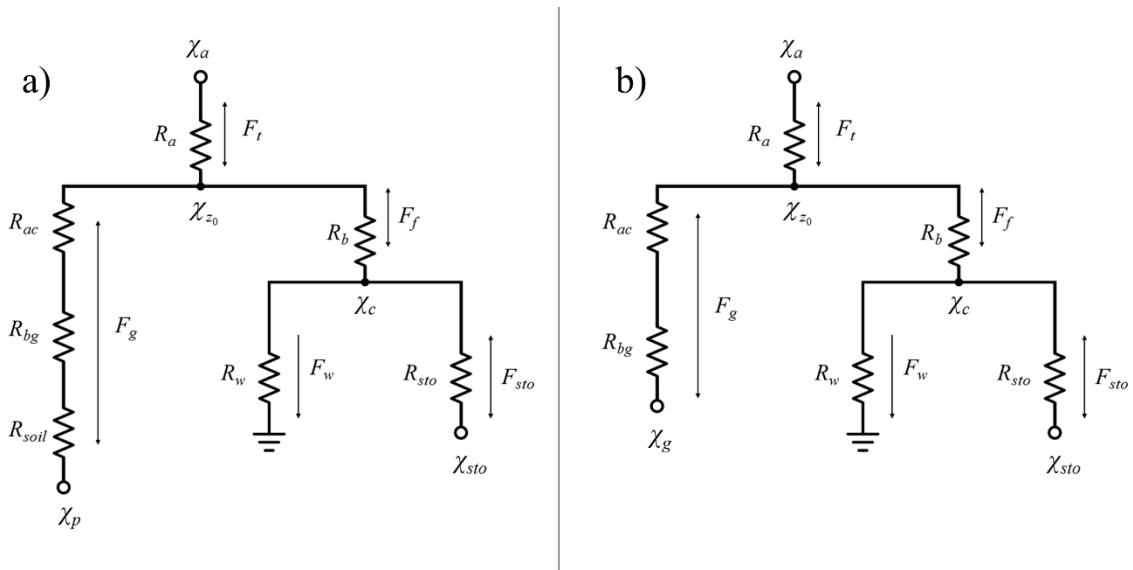 a)
χa
Ra
Ft
χz0
Rac
Rb
Ff
χc
Rbg
Fg
Rw
Fw
Rsto
Fsto
Rsoil
χsto
χp
b)
χa
Ra
Ft
χz0
Rac
Rb
Ff
χc
Fg
Rbg
Rw
Fw
Rsto
Fsto
χg
χsto